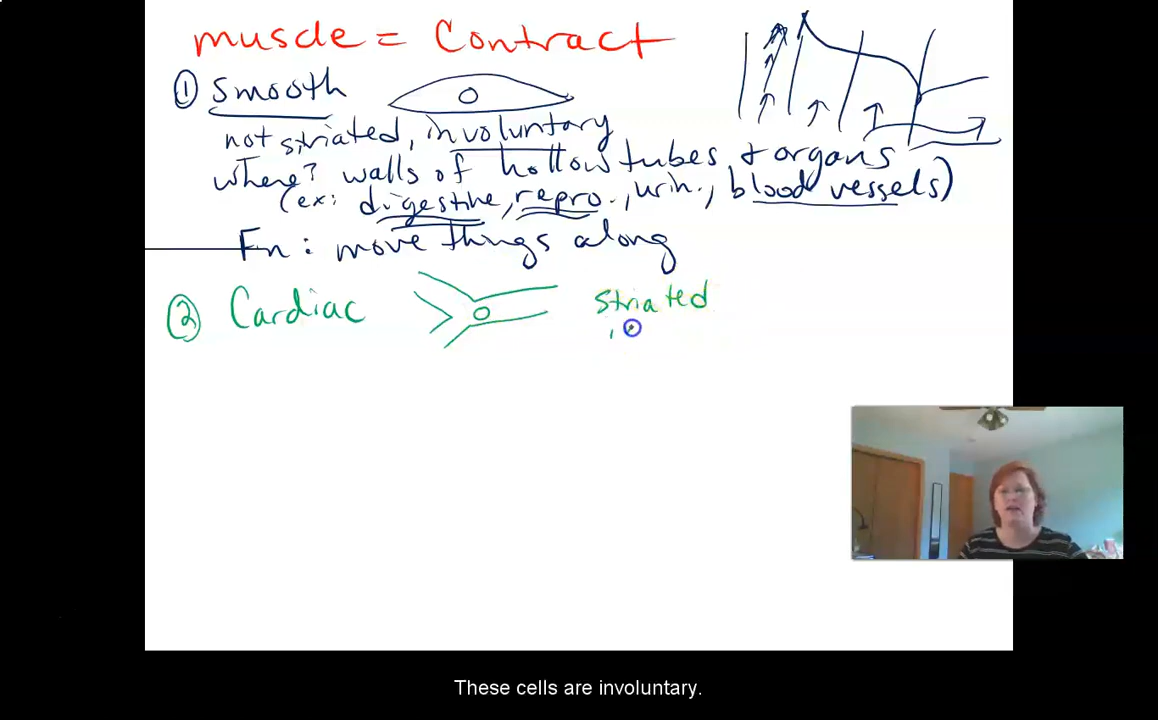 muscle = Contract
① Smooth
not striated, involuntary
where? walls of hollow tubes + organs
(ex: digestive, repro., urin., blood vessels)
Fn: move things along
② Cardiac
Striated
These cells are involuntary.